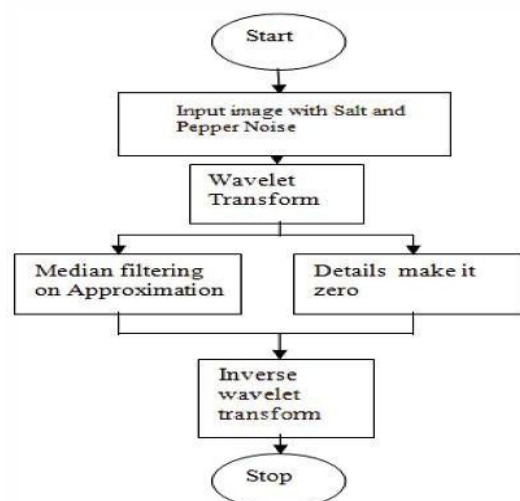 Start
Input image with Salt and
Pepper Noise
Wavelet
Transform
Median filtering
on Approximation
Details make it
zero
Inverse
wavelet
transform
Stop